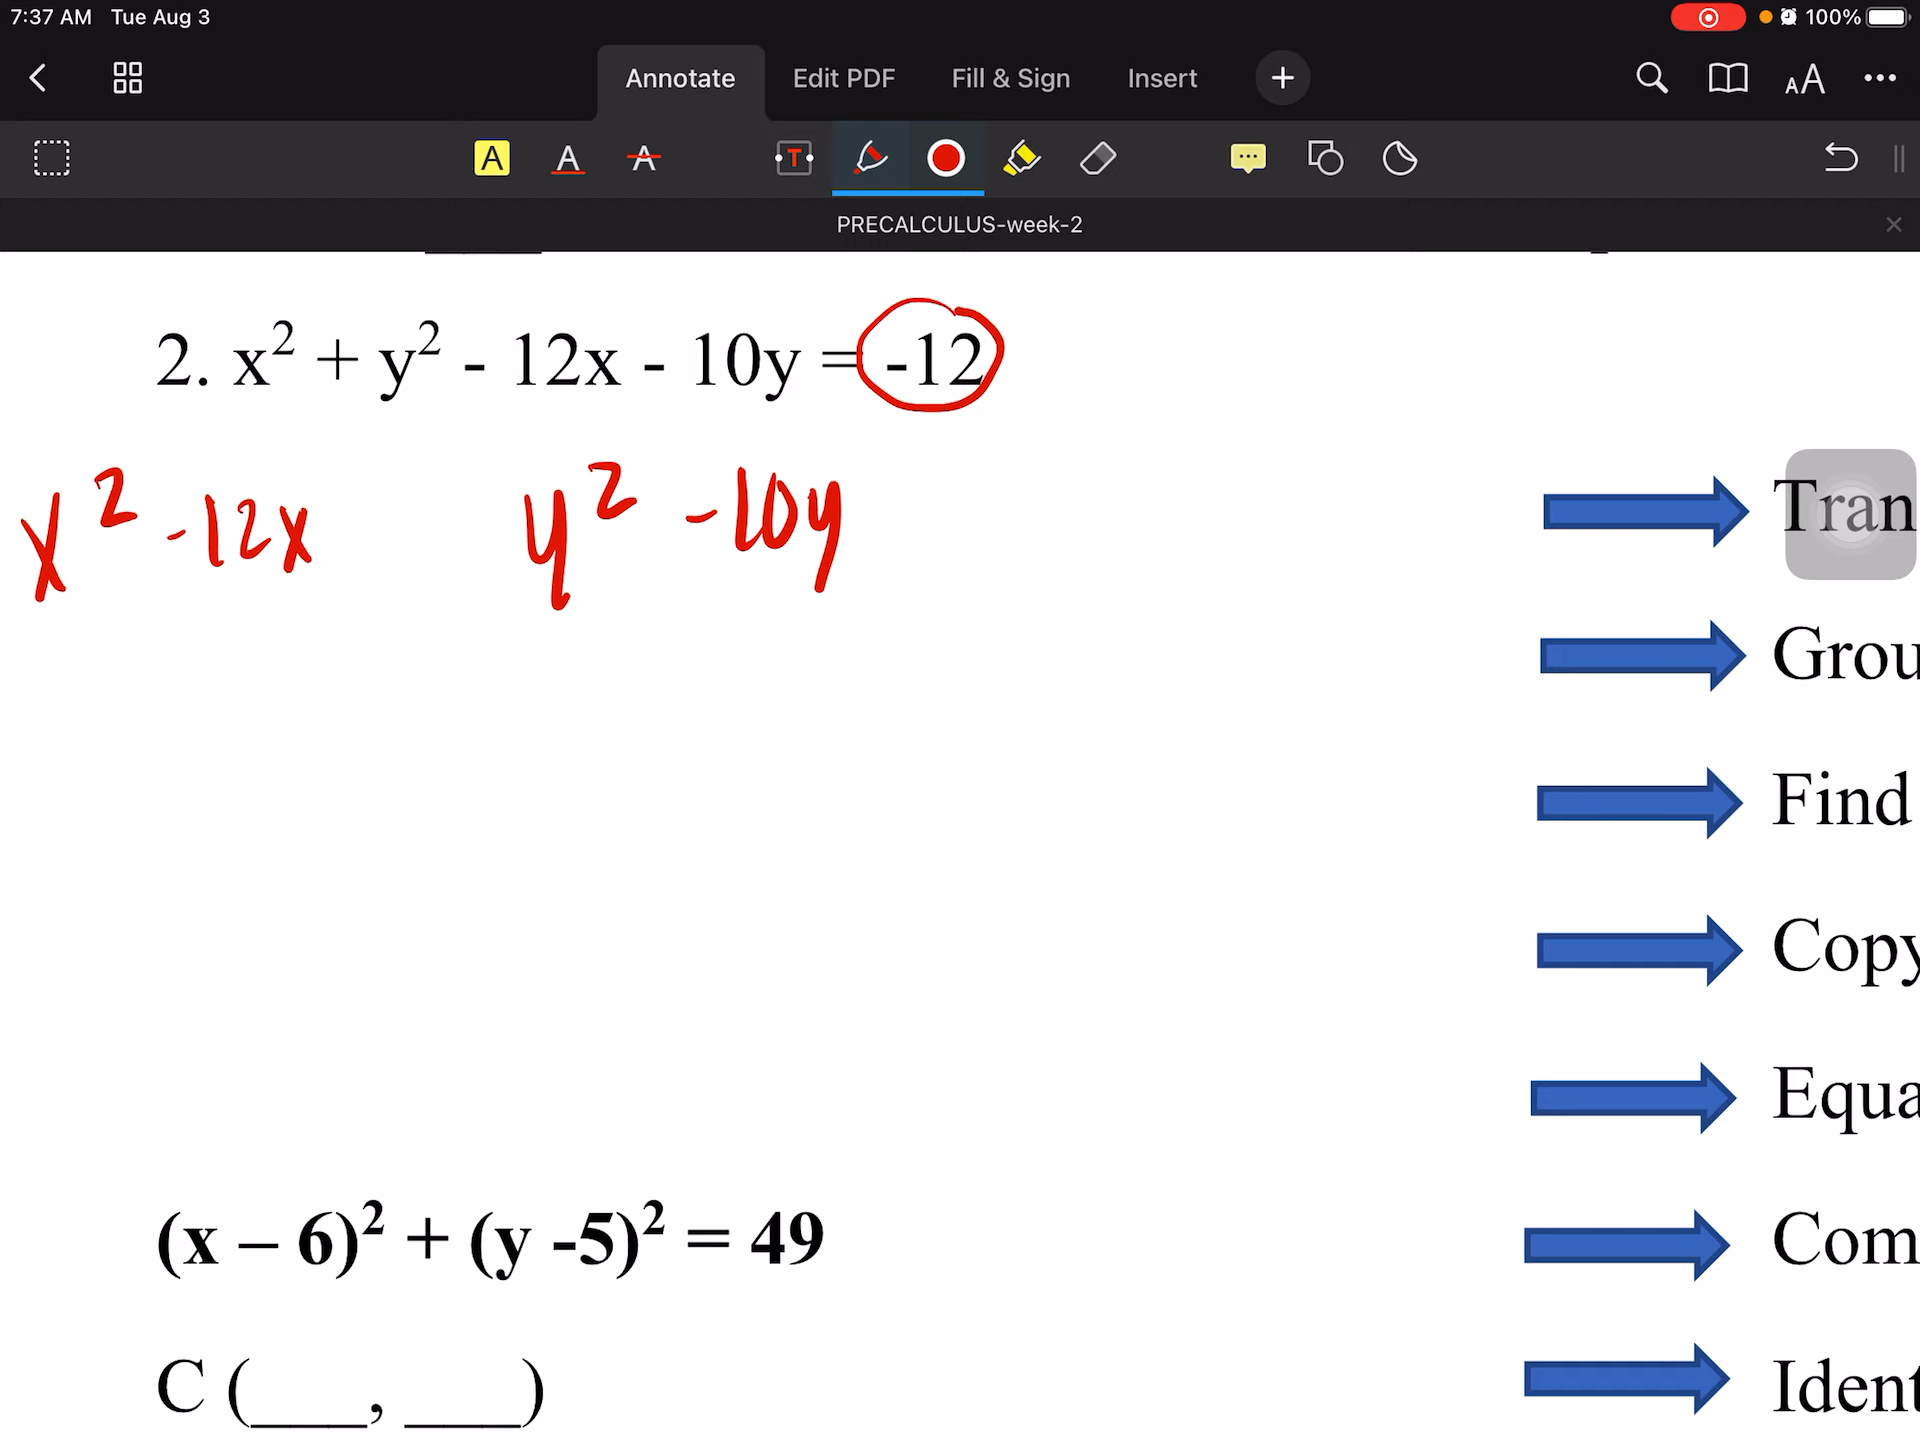 7:37 AM Tue Aug 3
100%
Annotate Edit PDF Fill & Sign Insert
AA
A A A T
PRECALCULUS-week-2
2. x² + y² - 12x - 10y = -12
x² -12x y² -10y
Tran
Grou
Find
Copy
Equa
(x – 6)² + (y -5)² = 49
Com
C (___, ___)
Ident